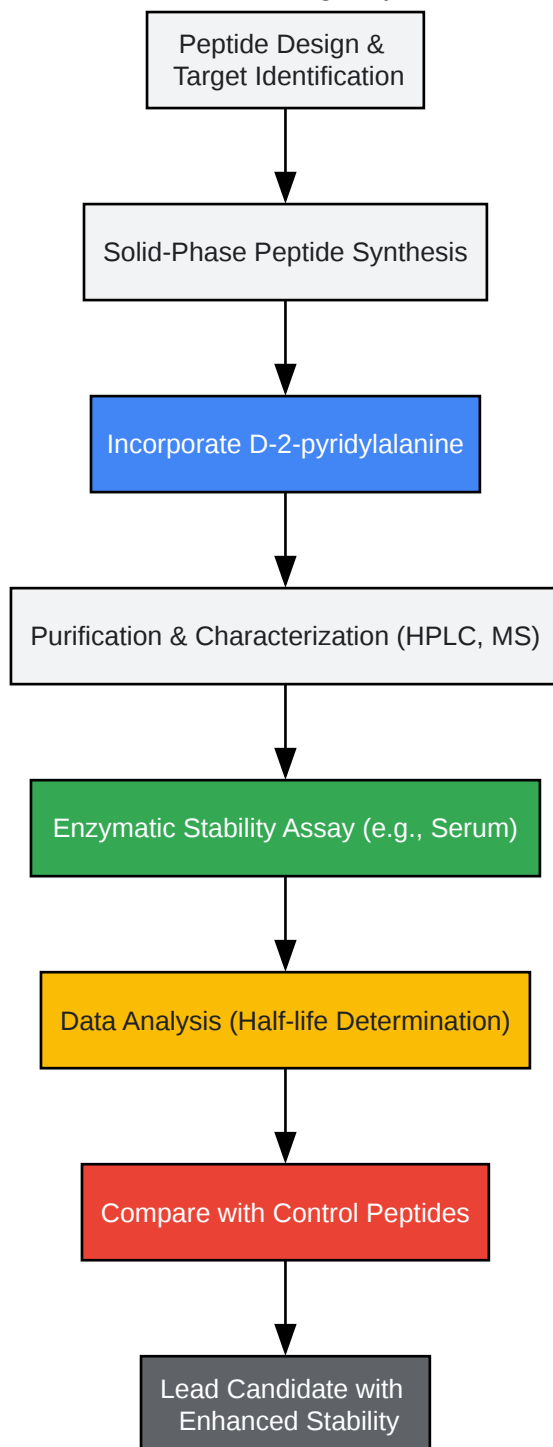 Peptide Design &
Target Identification
Solid-Phase Peptide Synthesis
Incorporate D-2-pyridylalanine
Purification & Characterization (HPLC, MS)
Enzymatic Stability Assay (e.g., Serum)
Data Analysis (Half-life Determination)
Compare with Control Peptides
Lead Candidate with
Enhanced Stability